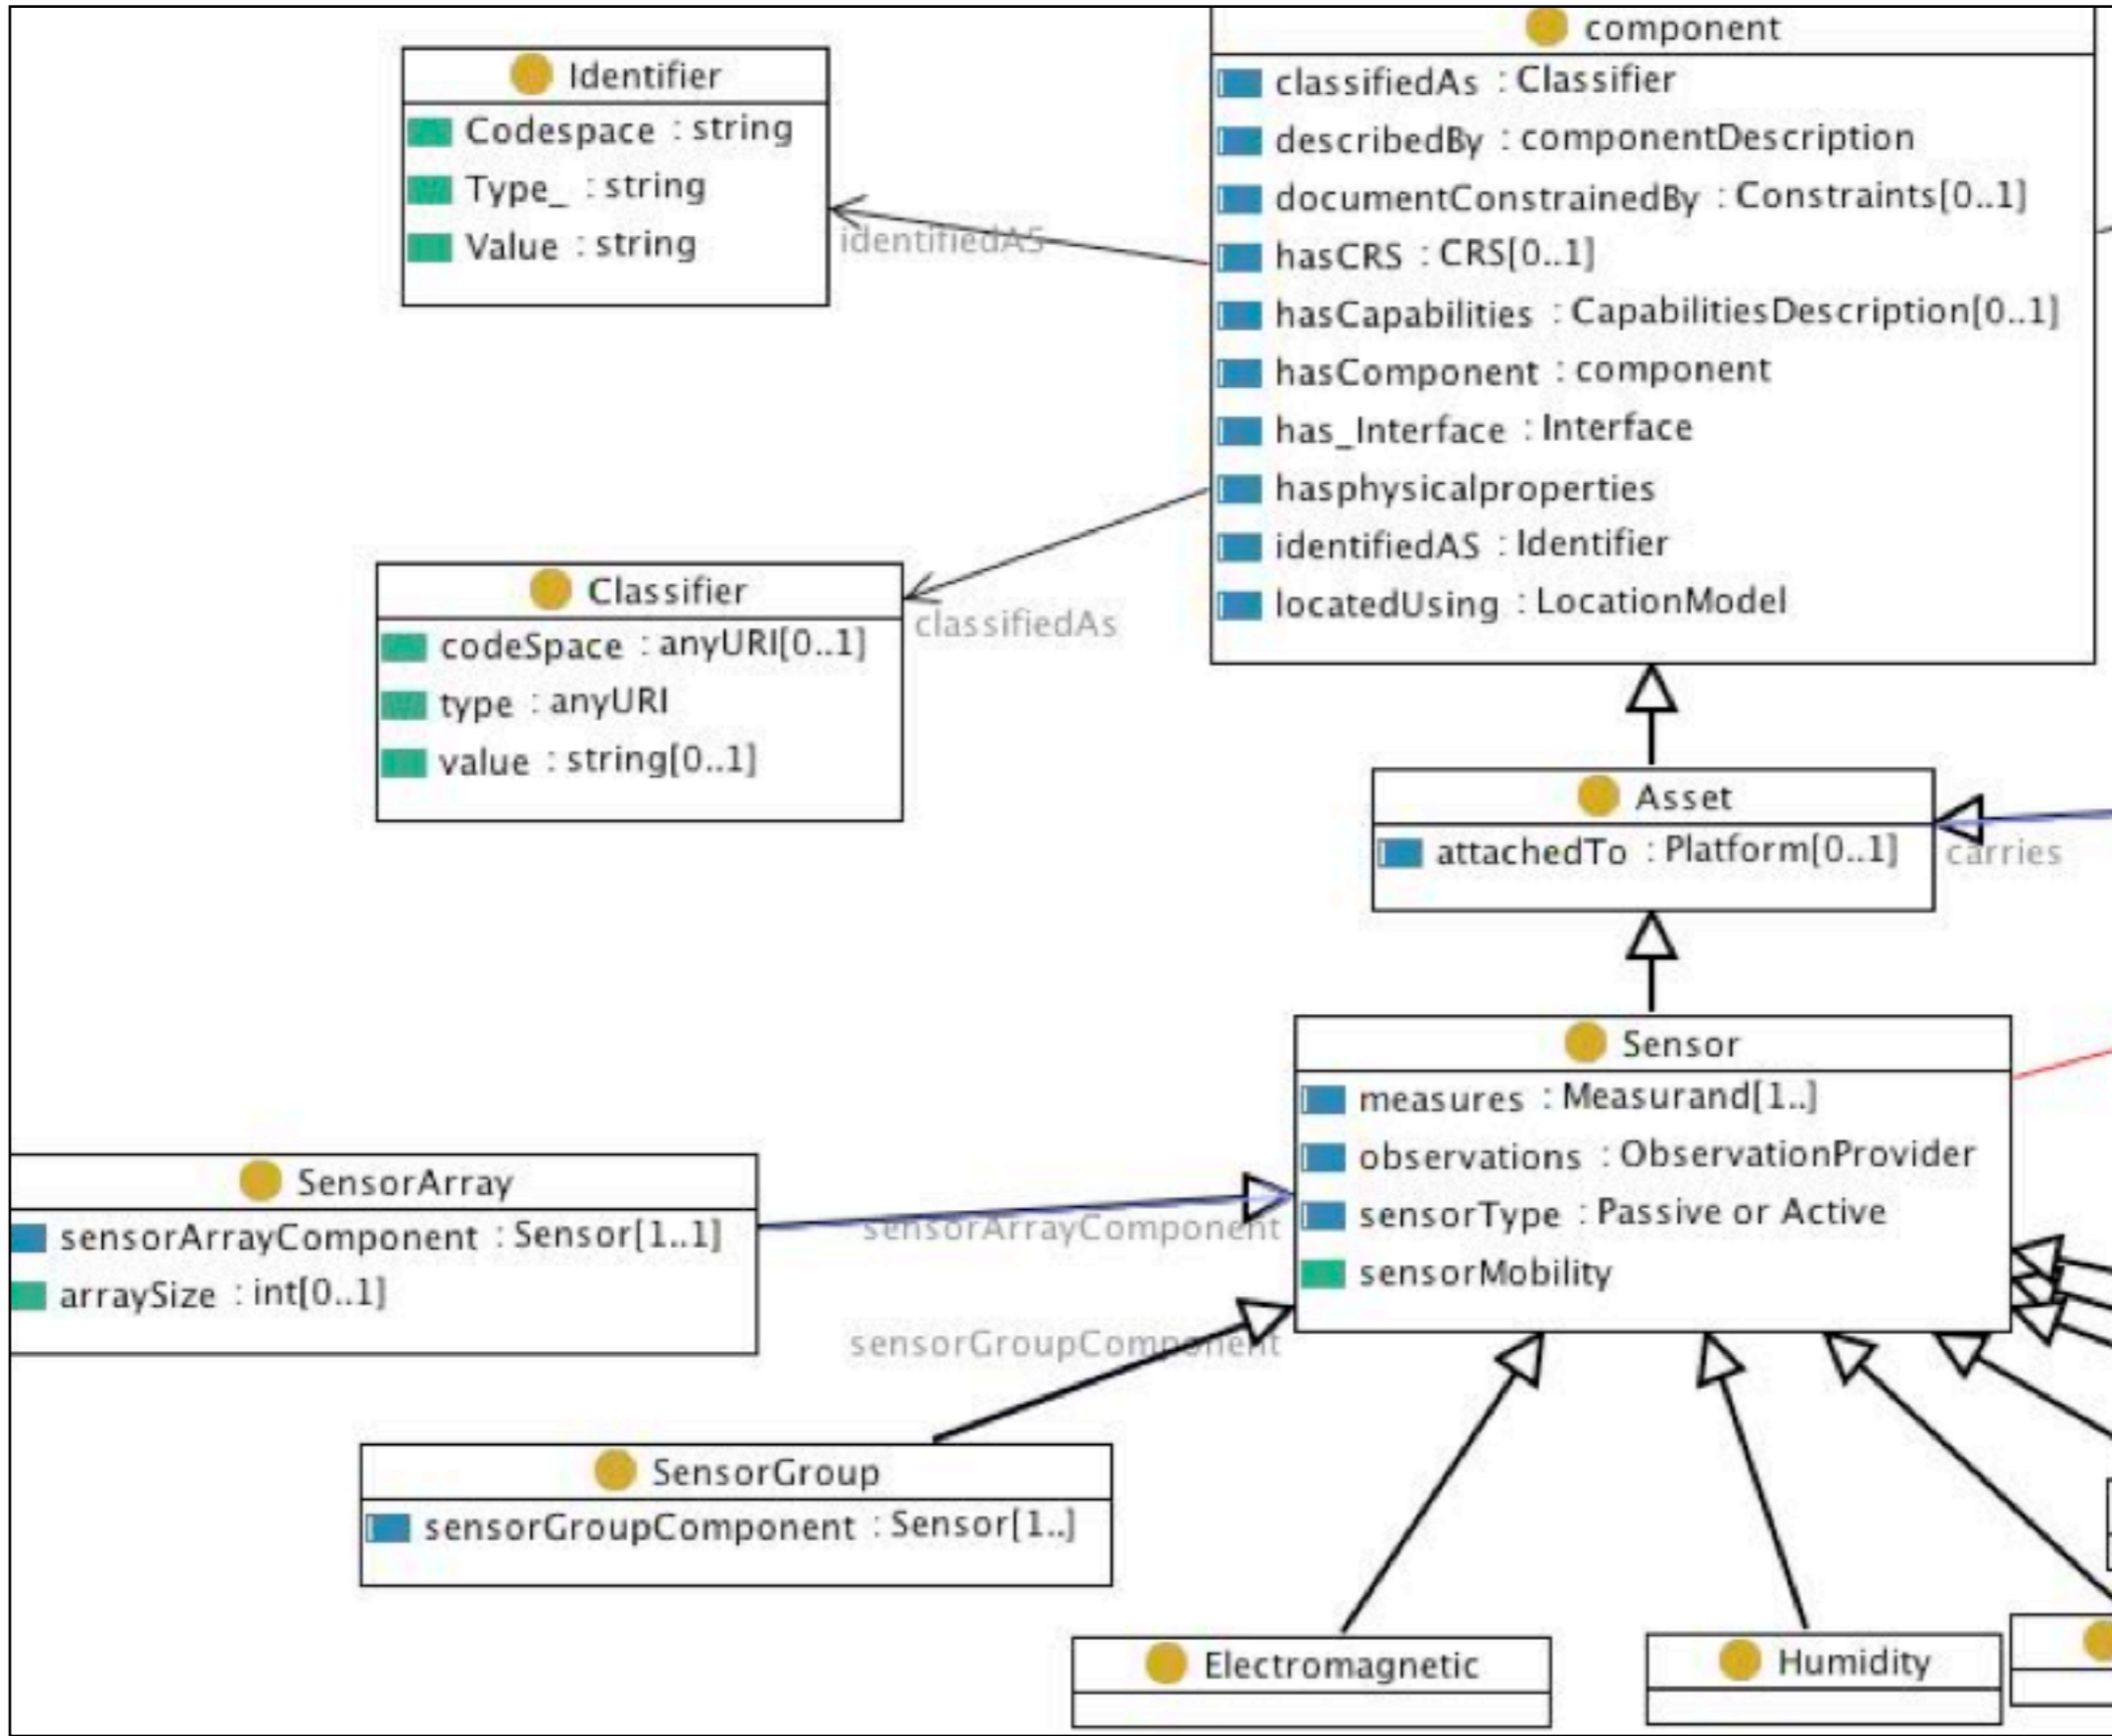 component
classifiedAs : Classifier
describedBy : componentDescription
documentConstrainedBy : Constraints[0..1]
hasCRS : CRS[0..1]
hasCapabilities : CapabilitiesDescription[0..1]
hasComponent : component
has_Interface : Interface
hasphysicalproperties
identifiedAS : Identifier
locatedUsing : LocationModel
Identifier
Codespace : string
Type_ : string
Value : string
identifiedAS
Classifier
codeSpace : anyURI[0..1]
type : anyURI
value : string[0..1]
classifiedAs
Asset
attachedTo : Platform[0..1]
carries
Sensor
measures : Measurand[1..]
observations : ObservationProvider
sensorType : Passive or Active
sensorMobility
SensorArray
sensorArrayComponent : Sensor[1..1]
arraySize : int[0..1]
sensorArrayComponent
sensorGroupComponent
SensorGroup
sensorGroupComponent : Sensor[1..]
Electromagnetic
Humidity